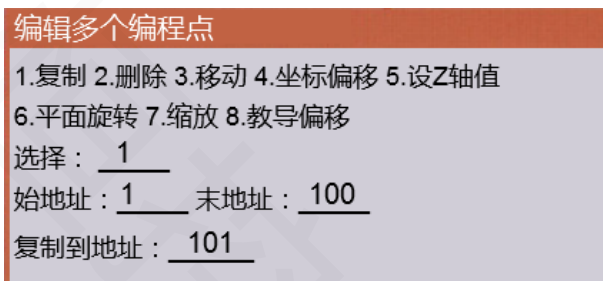 编辑多个编程点
1.复制 2.删除 3.移动 4.坐标偏移 5.设Z轴值
6.平面旋转 7.缩放 8.教导偏移
选择： 1
始地址：1 末地址： 100
复制到地址： 101